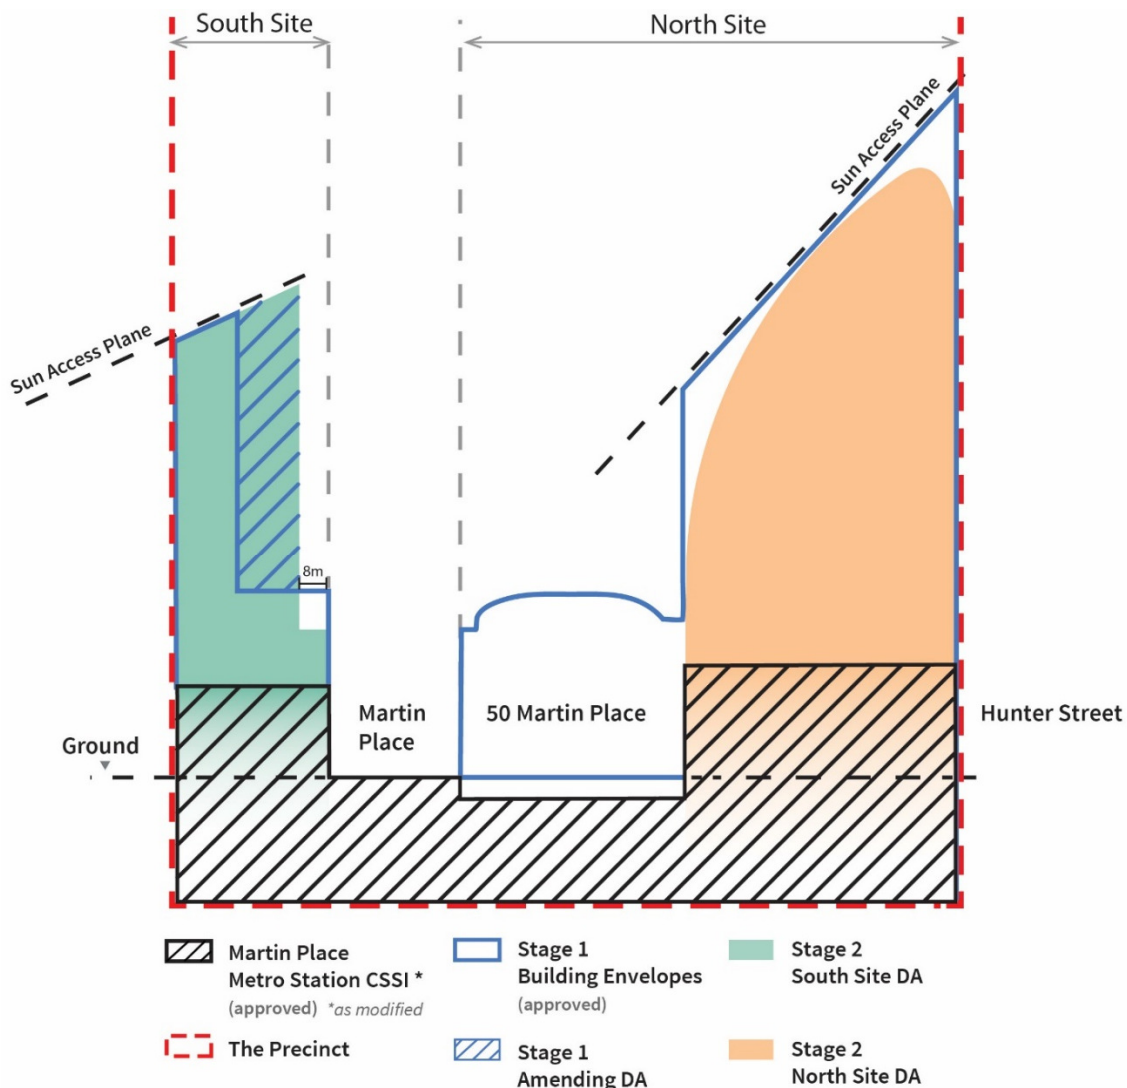 South Site
North Site
Sun Access Plane
Sun Access Plane
8m
Martin
Place
50 Martin Place
Hunter Street
Ground
Martin Place
Metro Station CSSI *
(approved) *as modified
Stage 1
Building Envelopes
(approved)
Stage 2
South Site DA
The Precinct
Stage 1
Amending DA
Stage 2
North Site DA